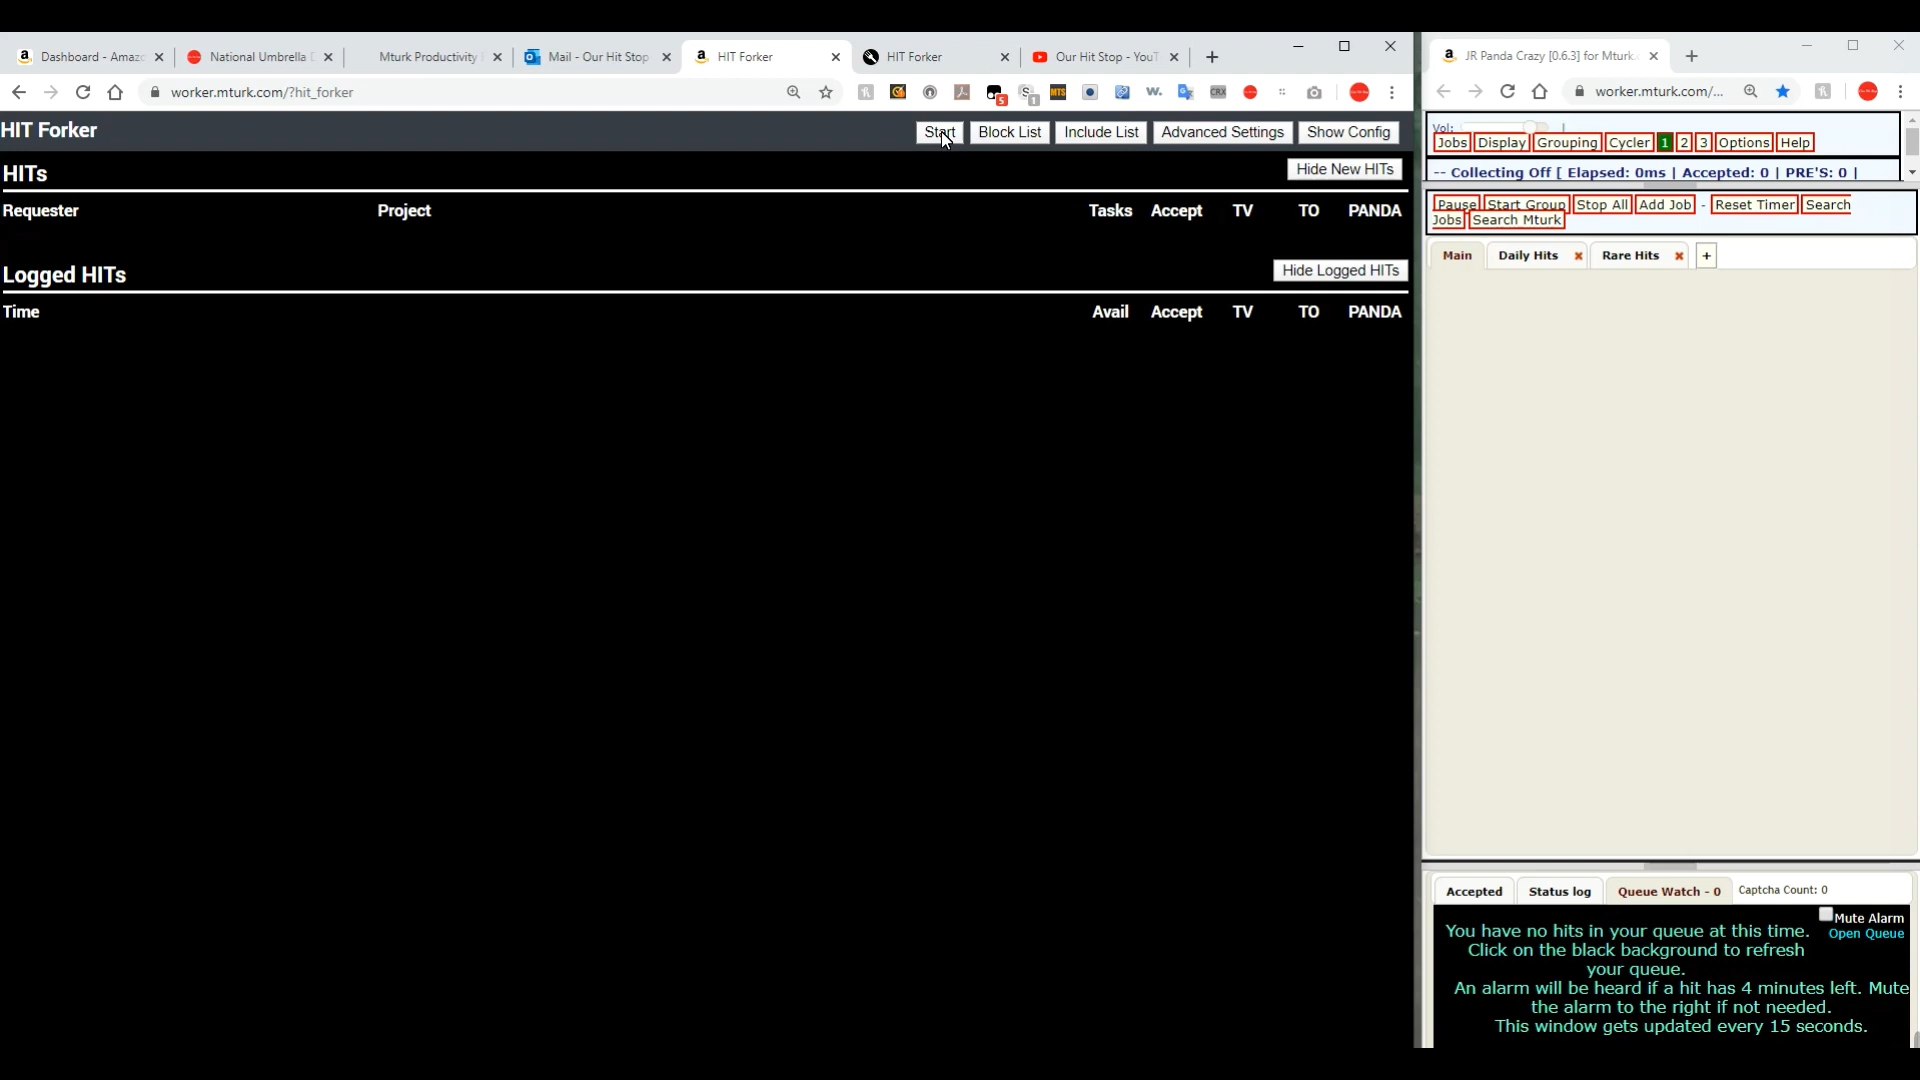 Dashboard - Amaz
National Umbrella D
Mturk Productivity E
Mail - Our Hit Stop
HIT Forker
HIT Forker
Our Hit Stop - YouT
JR Panda Crazy [0.6.3] for Mturk.
worker.mturk.com/?hit_forker
worker.mturk.com/...
HIT Forker
Start
Block List
Include List
Advanced Settings
Show Config
HITs
Hide New HITs
Requester Project Tasks Accept TV TO PANDA
Logged HITs
Hide Logged HITs
Time Avail Accept TV TO PANDA
Vol:
Jobs Display Grouping Cycler 1 2 3 Options Help
-- Collecting Off [ Elapsed: 0ms | Accepted: 0 | PRE'S: 0 |
Pause Start Group Stop All Add Job - Reset Timer Search
Jobs Search Mturk
Main Daily Hits Rare Hits +
Accepted Status log Queue Watch - 0 Captcha Count: 0
Mute Alarm
Open Queue
You have no hits in your queue at this time.
Click on the black background to refresh
your queue.
An alarm will be heard if a hit has 4 minutes left. Mute
the alarm to the right if not needed.
This window gets updated every 15 seconds.